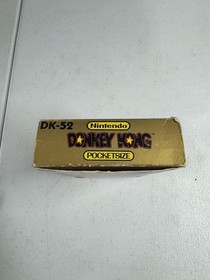 DK-52
Nintendo
DONKEY KONG
POCKETSIZE